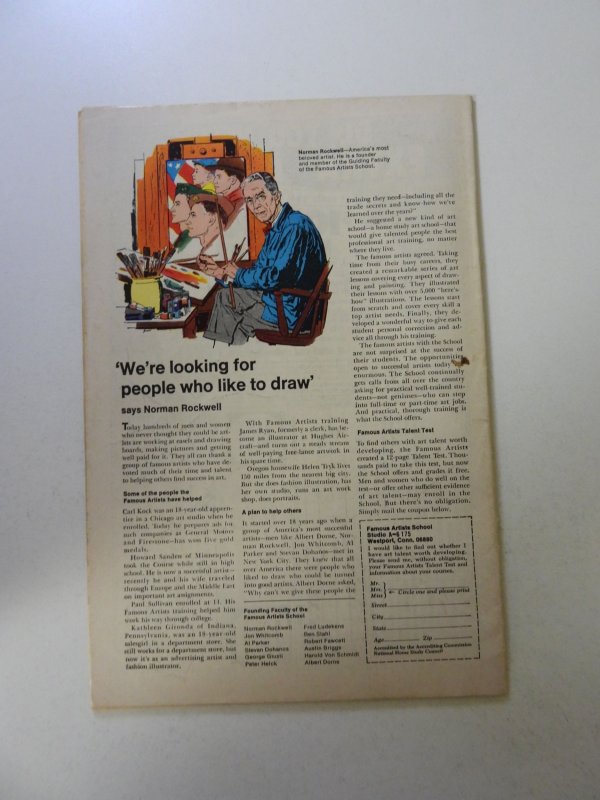 Norman Rockwell—America's most
beloved artist. He is a founder
and member of the Guiding Faculty
of the Famous Artists School.
'We're looking for
people who like to draw'
says Norman Rockwell
Today hundreds of men and women
who never thought they could be art-
ists are working at easels and drawing
boards, making pictures and getting
well paid for it. They all can thank a
group of famous artists who have de-
voted much of their time and talent
to helping others find success in art.
Some of the people the
Famous Artists have helped
Carl Kock was an 18-year-old appren-
tice in a Chicago art studio when he
enrolled. Today he prepares ads for
such companies as General Motors
and Firestone—has won five gold
medals.
Howard Sanden of Minneapolis
took the Course while still in high
school. He is now a successful artist—
recently he and his wife traveled
through Europe and the Middle East
on important art assignments.
Paul Sullivan enrolled at 14. His
Famous Artists training helped him
work his way through college.
Kathleen Gironda of Indiana,
Pennsylvania, was an 18-year-old
salesgirl in a department store. She
still works for a department store, but
now it's as an advertising artist and
fashion illustrator.
With Famous Artists training
James Ryan, formerly a clerk, has be-
come an illustrator at Hughes Air-
craft—and turns out a steady stream
of well-paying free-lance artwork in
his spare time.
Oregon housewife Helen Tryk lives
150 miles from the nearest big city.
But she does fashion illustration, has
her own studio, runs an art work
shop, does portraits.
A plan to help others
It started over 18 years ago when a
group of America's most successful
artists—men like Albert Dorne, Nor-
man Rockwell, Jon Whitcomb, Al
Parker and Stevan Dohanos—met in
New York City. They knew that all
over America there were people who
liked to draw who could be turned
into good artists. Albert Dorne asked,
"Why can't we give these people the
Founding Faculty of the
Famous Artists School
Norman Rockwell
Jon Whitcomb
Al Parker
Stevan Dohanos
George Giusti
Peter Helck
Fred Ludekens
Ben Stahl
Robert Fawcett
Austin Briggs
Harold Von Schmidt
Albert Dorne
training they need—including all the
trade secrets and know-how we've
learned over the years?"
He suggested a new kind of art
school—a home study art school—that
would give talented people the best
professional art training, no matter
where they live.
The famous artists agreed. Taking
time from their busy careers, they
created a remarkable series of art
lessons covering every aspect of draw-
ing and painting. They illustrated
their lessons with over 5,000 "here's-
how" illustrations. The lessons start
from scratch and cover every skill a
top artist needs. Finally, they de-
veloped a wonderful way to give each
student personal correction and ad-
vice all through his training.
The famous artists with the School
are not surprised at the success of
their students. The opportunities
open to successful artists today
enormous. The School continually
gets calls from all over the country
asking for practical well-trained stu-
dents—not geniuses—who can step
into full-time or part-time art jobs.
And practical, thorough training is
what the School offers.
Famous Artists Talent Test
To find others with art talent worth
developing, the Famous Artists
created a 12-page Talent Test. Thou-
sands paid to take this test, but now
the School offers and grades it free.
Men and women who do well on the
test—or offer other sufficient evidence
of art talent—may enroll in the
School. But there's no obligation.
Simply mail the coupon below.
Famous Artists School
Studio A-6175
Westport, Conn. 06880
I would like to find out whether I
have art talent worth developing.
Please send me, without obligation,
your Famous Artists Talent Test and
information about your courses.
Mr.
Mrs.
Miss
Circle one and please print
Street
City
State
Age Zip
Accredited by the Accrediting Commission
National Home Study Council